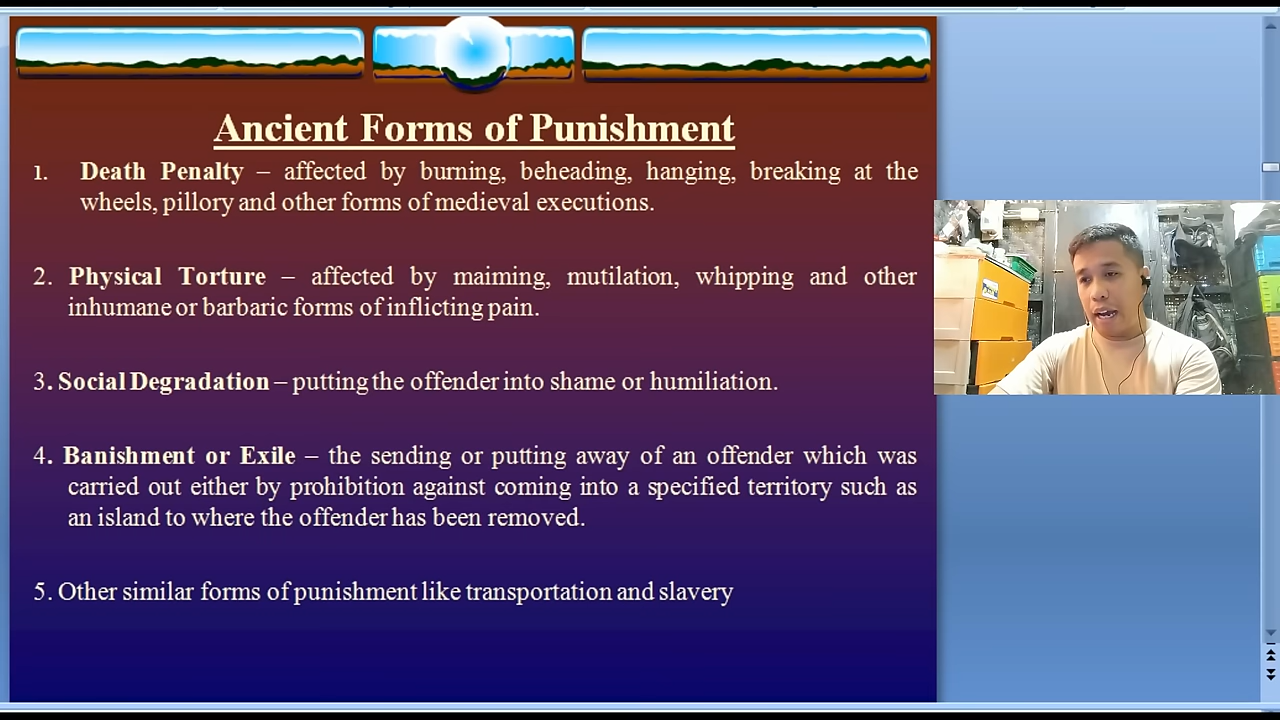 Ancient Forms of Punishment
1. Death Penalty – affected by burning, beheading, hanging, breaking at the
wheels, pillory and other forms of medieval executions.
2. Physical Torture – affected by maiming, mutilation, whipping and other
inhumane or barbaric forms of inflicting pain.
3. Social Degradation – putting the offender into shame or humiliation.
4. Banishment or Exile – the sending or putting away of an offender which was
carried out either by prohibition against coming into a specified territory such as
an island to where the offender has been removed.
5. Other similar forms of punishment like transportation and slavery